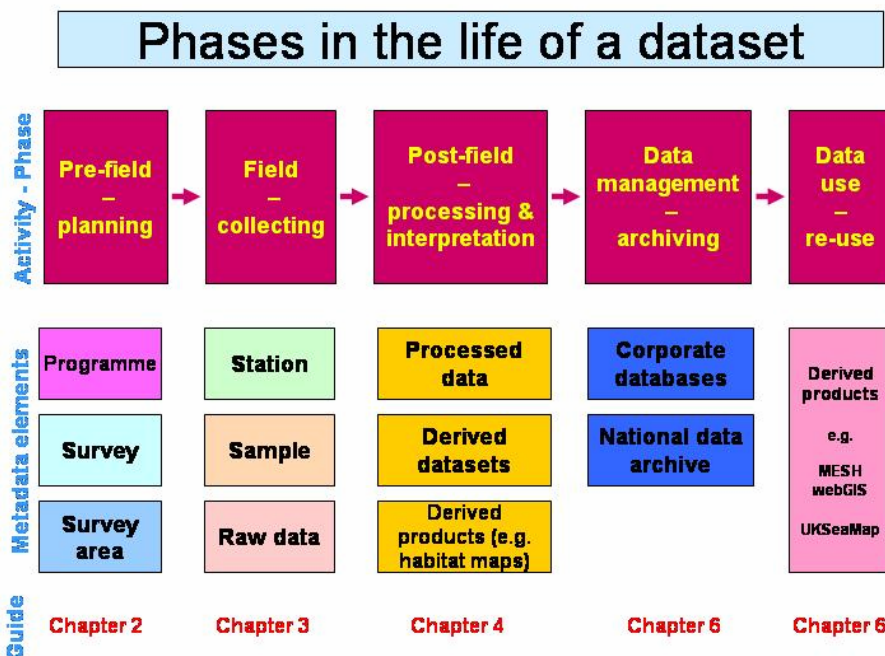 Phases in the life of a dataset
Activity - Phase
Pre-field
–
planning
Field
–
collecting
Post-field
–
processing &
interpretation
Data
management
–
archiving
Data
use
–
re-use
Metadata elements
Programme
Survey
Survey
area
Station
Sample
Raw data
Processed
data
Derived
datasets
Derived
products (e.g.
habitat maps)
Corporate
databases
National data
archive
Derived
products
e.g.
MESH
webGIS
UKSeaMap
Guide
Chapter 2
Chapter 3
Chapter 4
Chapter 6
Chapter 6